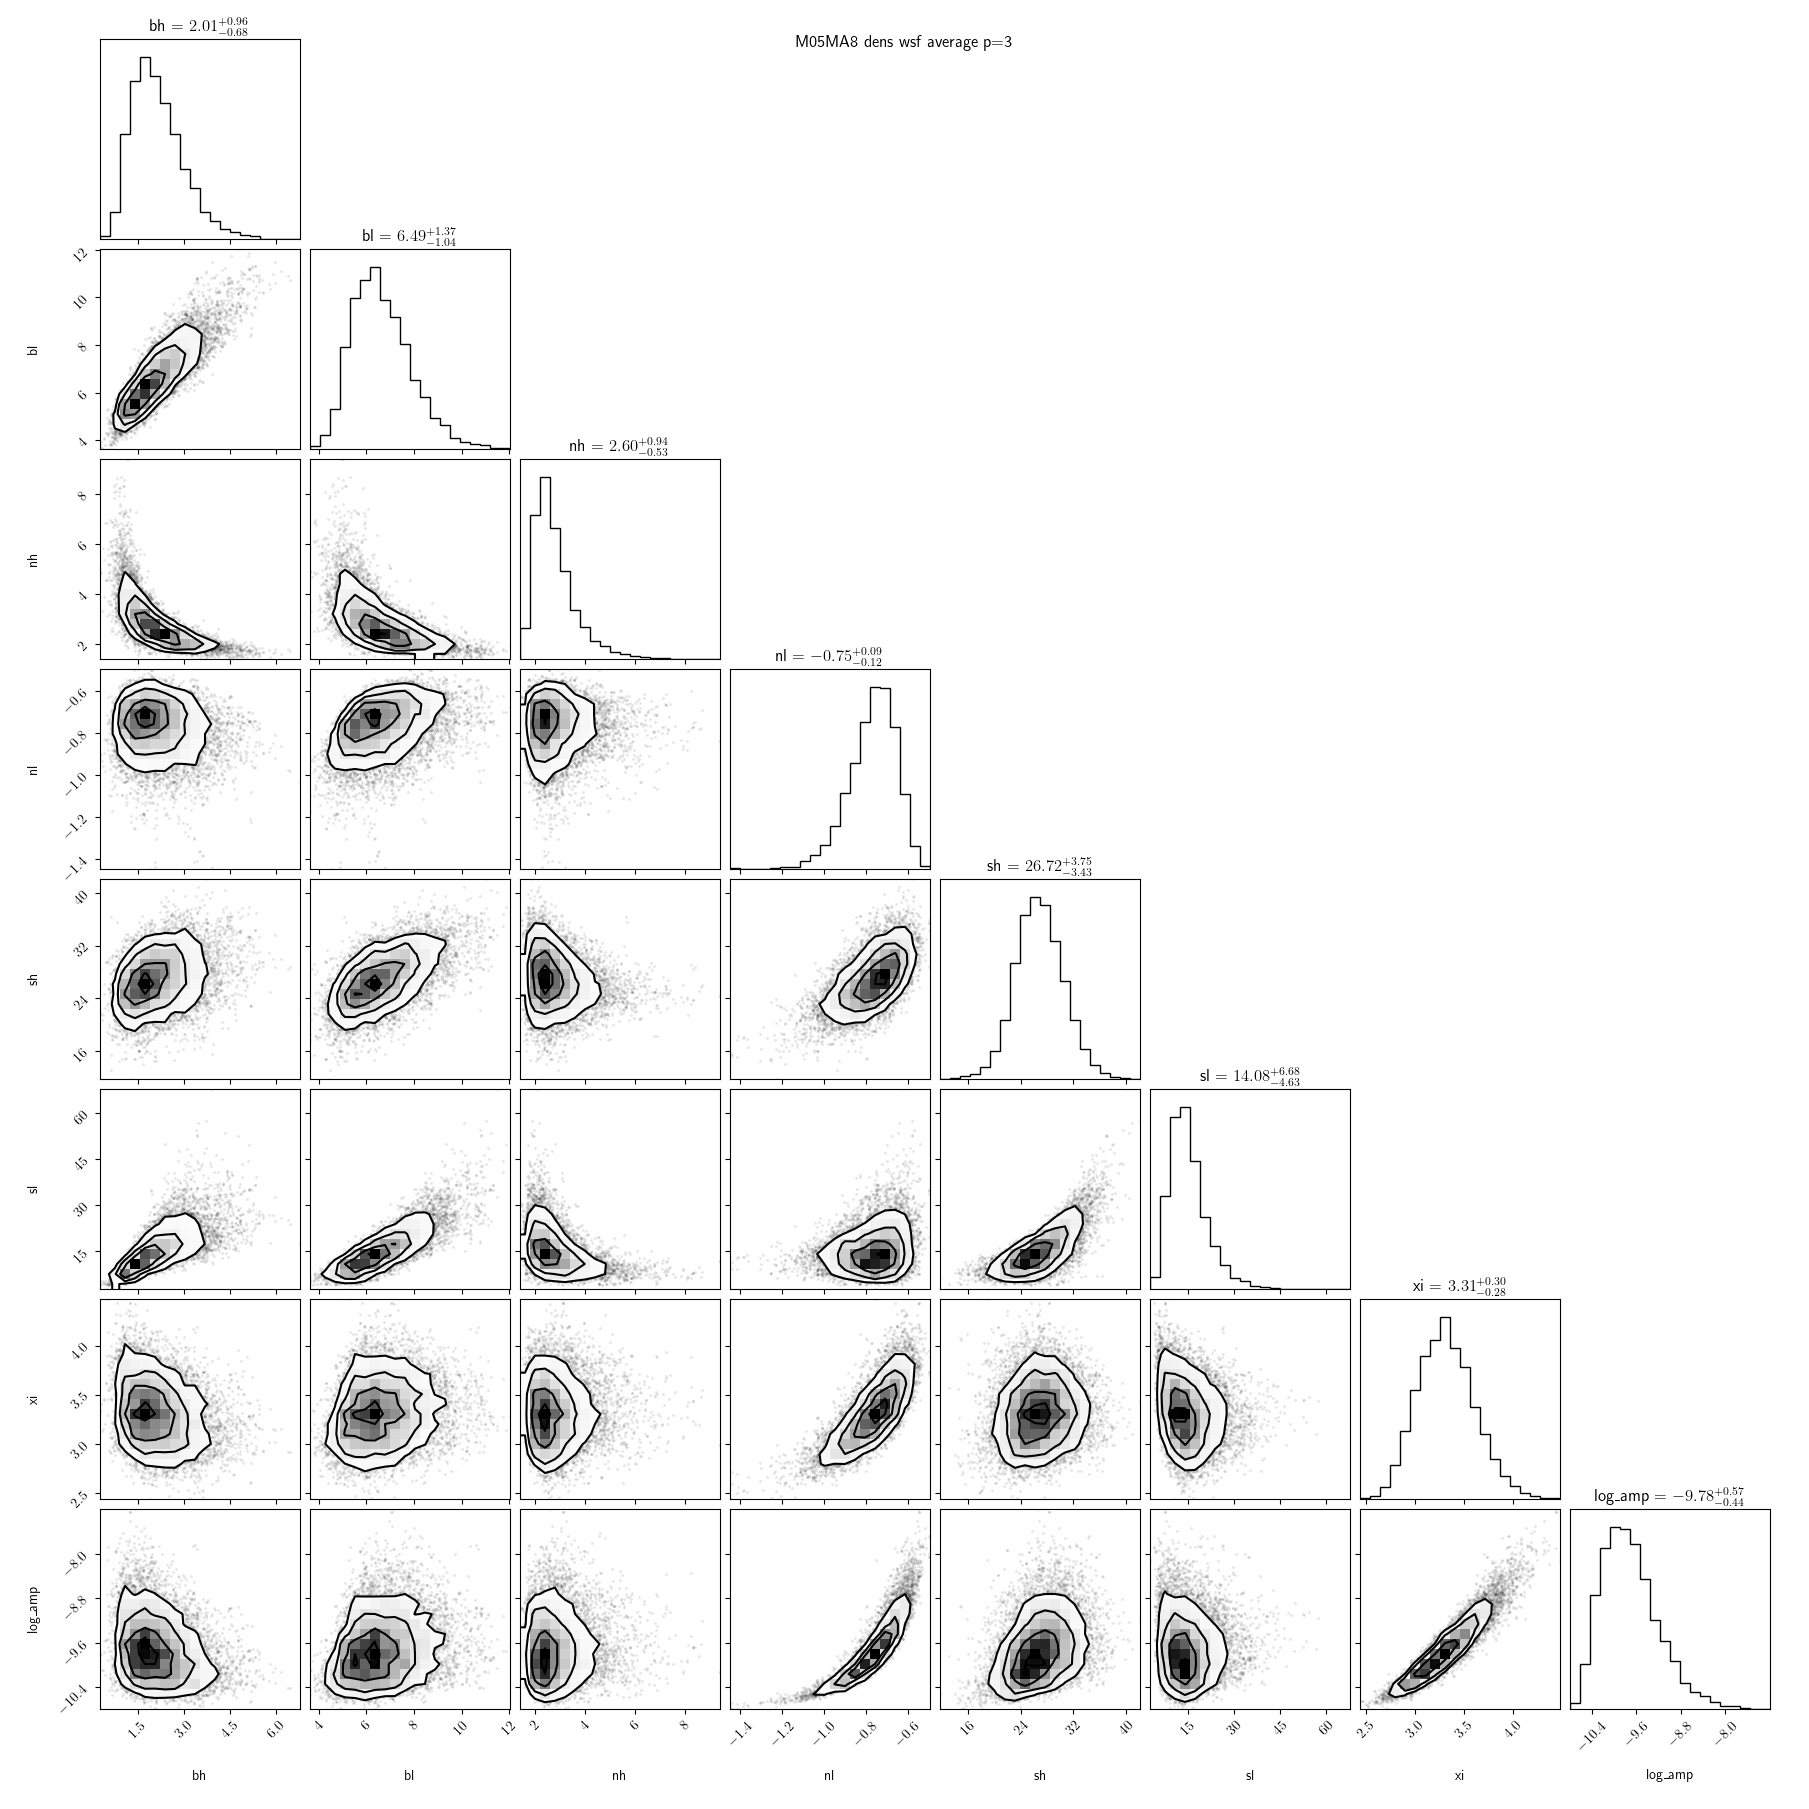 bh = 2.01+0.96−0.68
M05MA8 dens wsf average p=3
bl = 6.49+1.37−1.04
12
10
8
6
4
bl
nh = 2.60+0.94−0.53
8
6
4
2
nh
nl = −0.75+0.09−0.12
−0.6
−0.8
−1.0
−1.2
−1.4
nl
sh = 26.72+3.75−3.43
40
32
24
16
sh
sl = 14.08+6.68−4.63
60
45
30
15
sl
xi = 3.31+0.30−0.28
4.0
3.5
3.0
2.5
xi
log_amp = −9.78+0.57−0.44
−8.0
−8.8
−9.6
−10.4
log_amp
1.5 3.0 4.5 6.0 4 6 8 10 12 2 4 6 8 −1.4 −1.2 −1.0 −0.8 −0.6 16 24 32 40 15 30 45 60 2.5 3.0 3.5 4.0 −10.4 −9.6 −8.8 −8.0
bh bl nh nl sh sl xi log_amp